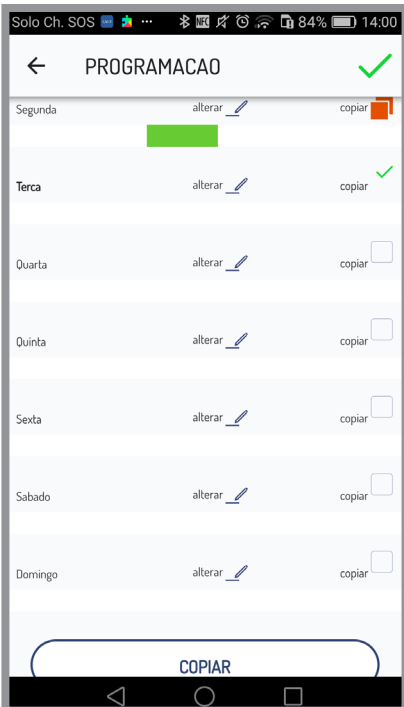 Solo Ch. SOS ... 84% 14:00
PROGRAMACAO
Segunda alterar copiar
Terca alterar copiar
Quarta alterar copiar
Quinta alterar copiar
Sexta alterar copiar
Sabado alterar copiar
Domingo alterar copiar
COPIAR